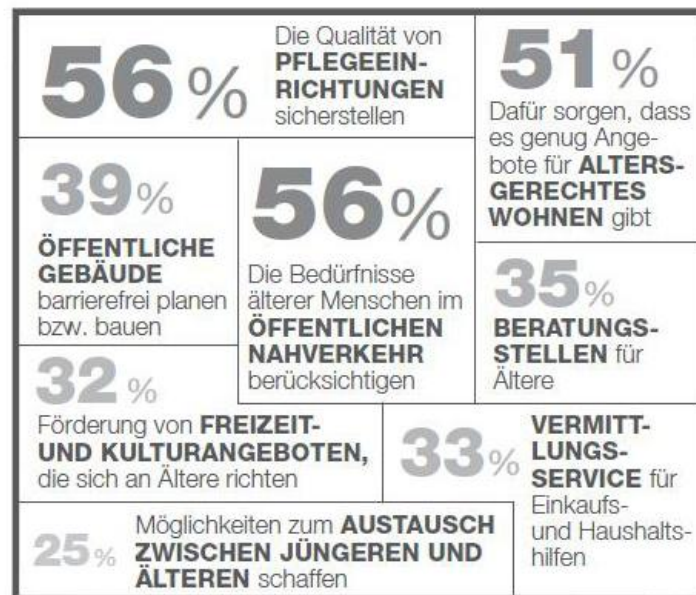 56 %
Die Qualität von
PFLEGEEIN-
RICHTUNGEN
sicherstellen
51 %
Dafür sorgen, dass
es genug Ange-
bote für ALTERS-
GERECHTES
WOHNEN gibt
39%
ÖFFENTLICHE
GEBÄUDE
barrierefrei planen
bzw. bauen
56%
Die Bedürfnisse
älterer Menschen im
ÖFFENTLICHEN
NAHVERKEHR
berücksichtigen
35%
BERATUNGS-
STELLEN für
Ältere
32 %
Förderung von FREIZEIT-
UND KULTURANGEBOTEN,
die sich an Ältere richten
33%
VERMITT-
LUNGS-
SERVICE für
Einkaufs-
und Haushalts-
hilfen
25%
Möglichkeiten zum AUSTAUSCH
ZWISCHEN JÜNGEREN UND
ÄLTEREN schaffen